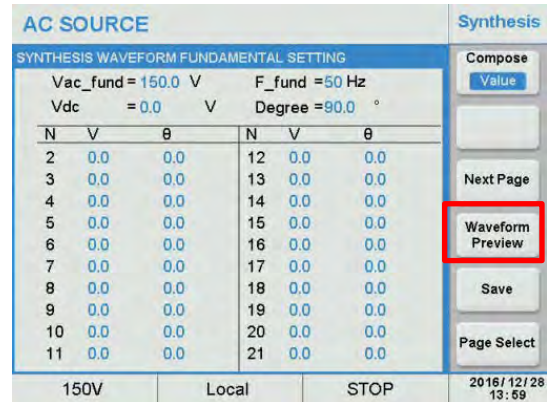 AC SOURCE
Synthesis
SYNTHESIS WAVEFORM FUNDAMENTAL SETTING
Vac_fund = 150.0 V F_fund =50 Hz
Vdc = 0.0 V Degree =90.0 °
N V θ N V θ
2 0.0 0.0 12 0.0 0.0
3 0.0 0.0 13 0.0 0.0
4 0.0 0.0 14 0.0 0.0
5 0.0 0.0 15 0.0 0.0
6 0.0 0.0 16 0.0 0.0
7 0.0 0.0 17 0.0 0.0
8 0.0 0.0 18 0.0 0.0
9 0.0 0.0 19 0.0 0.0
10 0.0 0.0 20 0.0 0.0
11 0.0 0.0 21 0.0 0.0
Compose
Value
Next Page
Waveform
Preview
Save
Page Select
150V Local STOP
2016/12/28
13:59